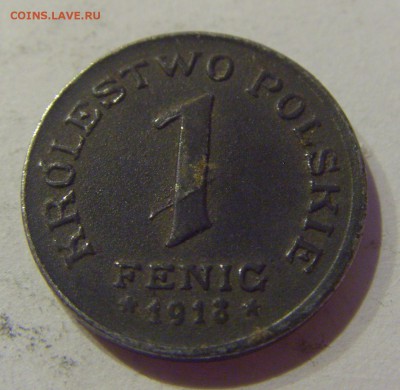 COINS.LAVE.RU
KRÓLESTWO POLSKIE
1
FENIG
* 1918 *